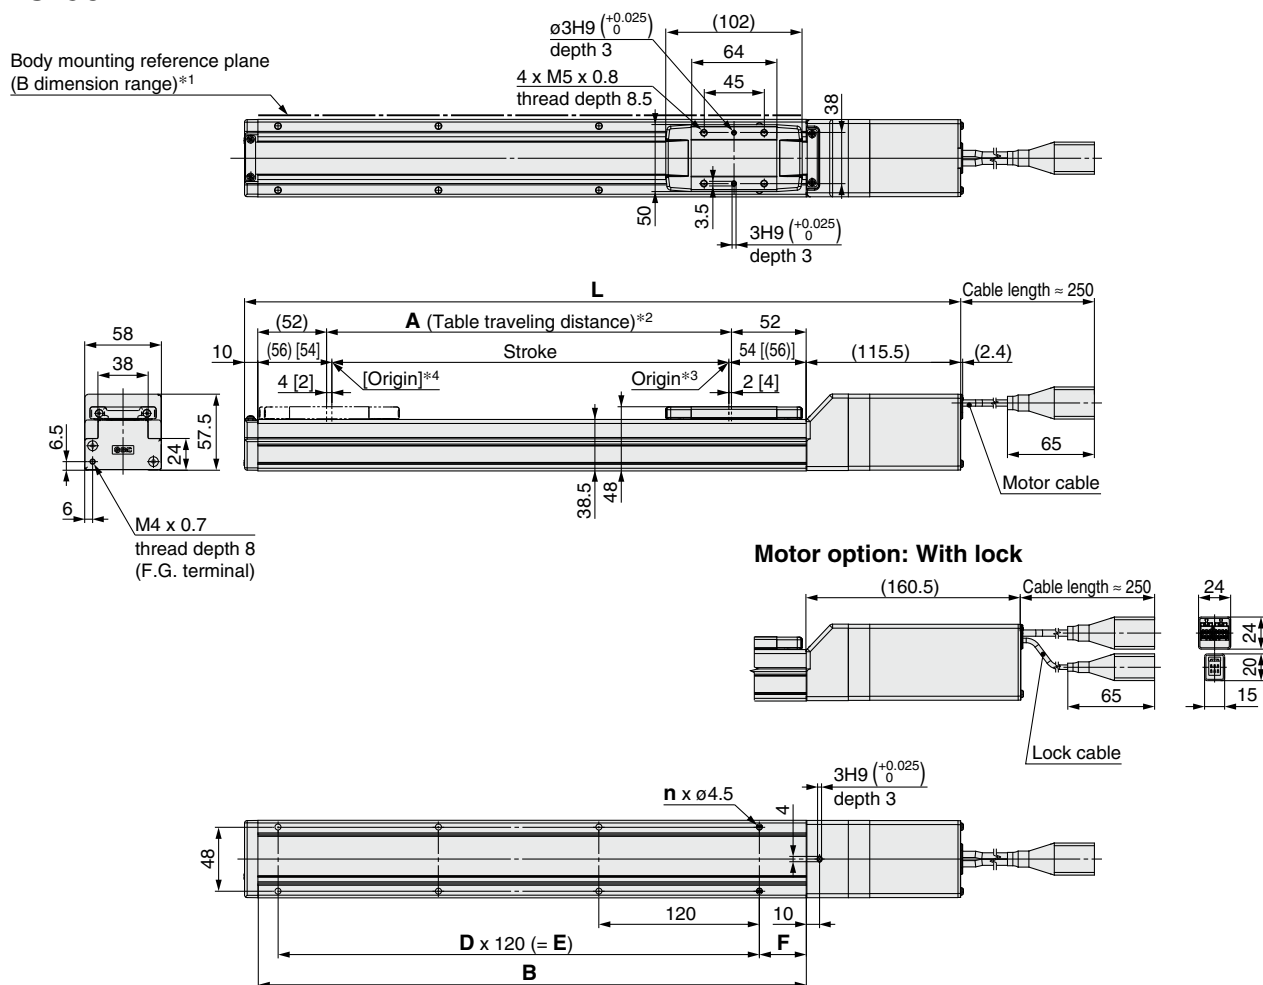 Body mounting reference plane
(B dimension range)*1
ø3H9 (+0.025 0)
depth 3
4 x M5 x 0.8
thread depth 8.5
(102)
64
45
38
50
3.5
3H9 (+0.025 0)
depth 3
L
Cable length ≈ 250
(52)
A (Table traveling distance)*2
52
10
(56) [54]
Stroke
54 [(56)]
(115.5)
(2.4)
4 [2]
[Origin]*4
Origin*3
2 [4]
58
38
6.5
24
57.5
6
M4 x 0.7
thread depth 8
(F.G. terminal)
38.5
48
65
Motor cable
Motor option: With lock
(160.5)
Cable length ≈ 250
24
24
20
15
65
Lock cable
n x ø4.5
3H9 (+0.025 0)
depth 3
4
48
120
10
D x 120 (= E)
F
B